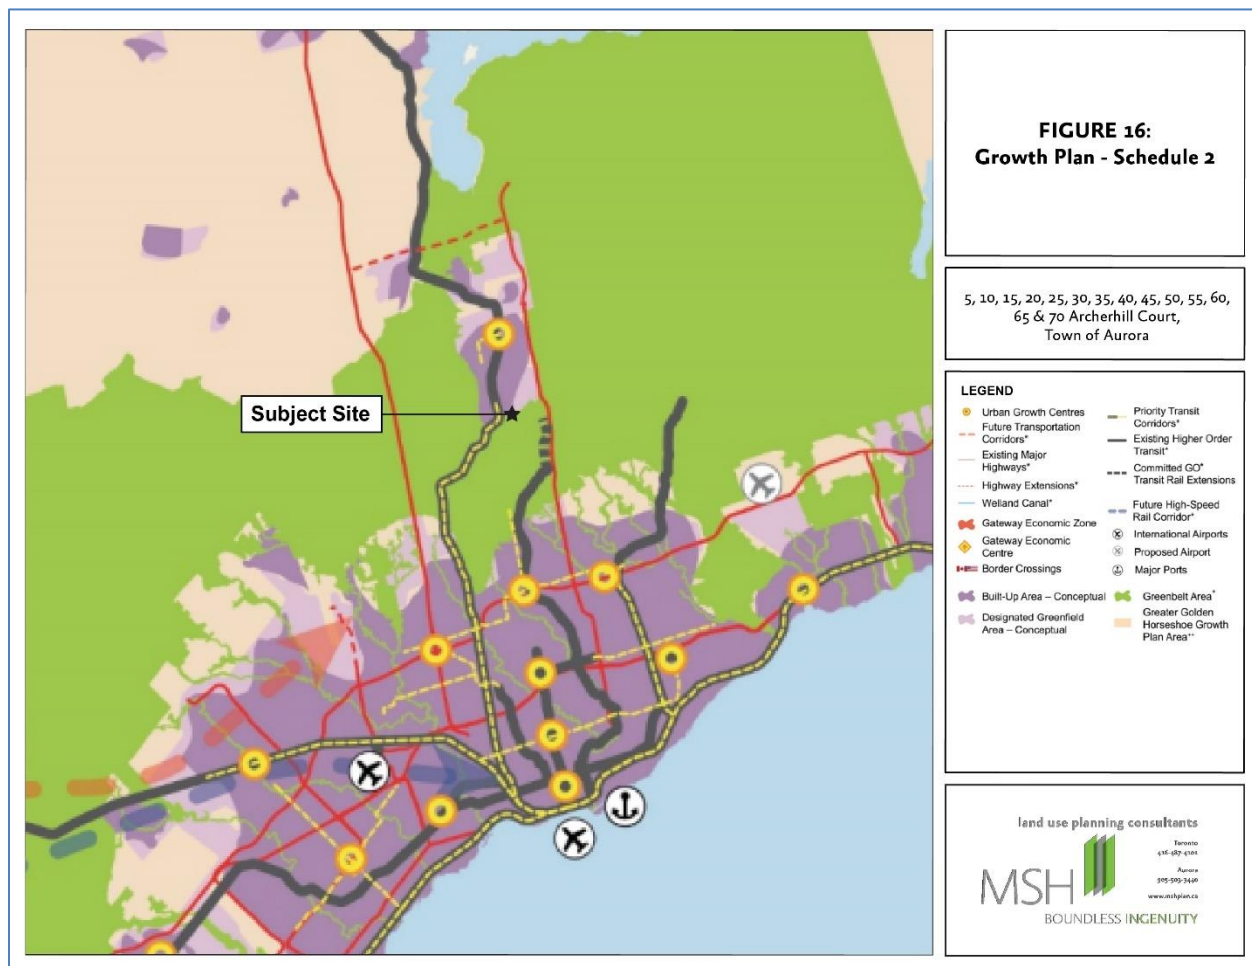 FIGURE 16:
Growth Plan - Schedule 2
5, 10, 15, 20, 25, 30, 35, 40, 45, 50, 55, 60,
65 & 70 Archerhill Court,
Town of Aurora
Subject Site
LEGEND
Urban Growth Centres
Future Transportation
Corridors*
Existing Major
Highways*
Highway Extensions*
Welland Canal*
Gateway Economic Zone
Gateway Economic
Centre
Border Crossings
Built-Up Area – Conceptual
Designated Greenfield
Area – Conceptual
Priority Transit
Corridors*
Existing Higher Order
Transit*
Committed GO*
Transit Rail Extensions
Future High-Speed
Rail Corridor*
International Airports
Proposed Airport
Major Ports
Greenbelt Area*
Greater Golden
Horseshoe Growth
Plan Area**
land use planning consultants
Toronto
Aurora
www.mshplan.ca
MSH
BOUNDLESS INGENUITY